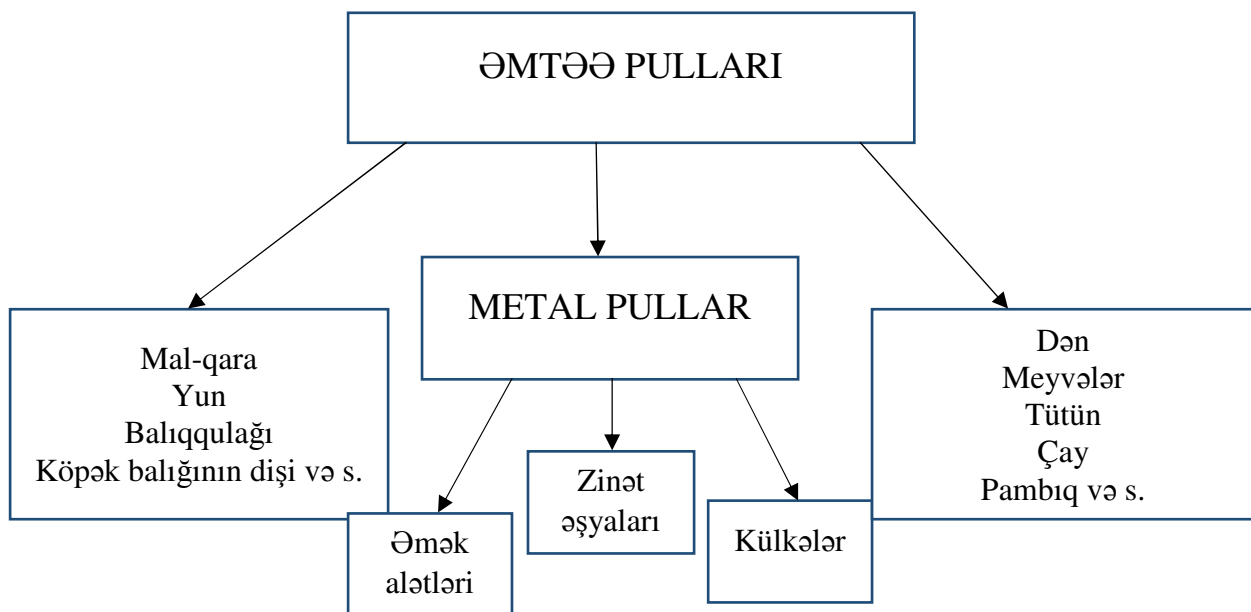 ƏMTƏƏ PULLARI
METAL PULLAR
Mal-qara
Yun
Balıqqulağı
Köpək balığının dişi və s.
Dən
Meyvələr
Tütün
Çay
Pambıq və s.
Əmək
alətləri
Zinət
əşyaları
Külkələr